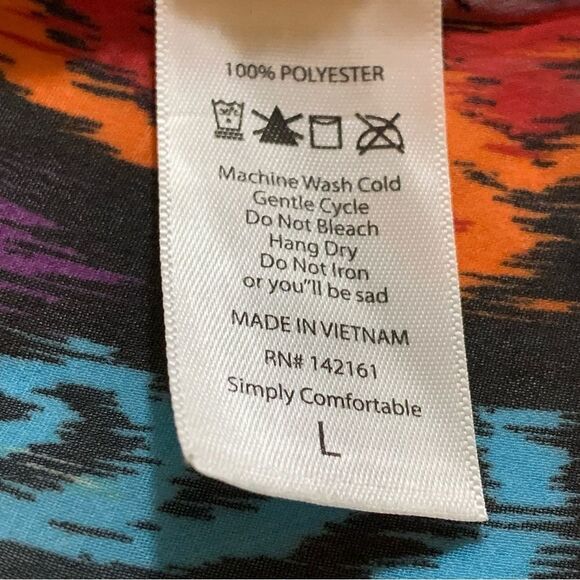 100% POLYESTER
30°C
Machine Wash Cold
Gentle Cycle
Do Not Bleach
Hang Dry
Do Not Iron
or you"ll be sad
MADE IN VIETNAM
RN# 142161
Simply Comfortable
L